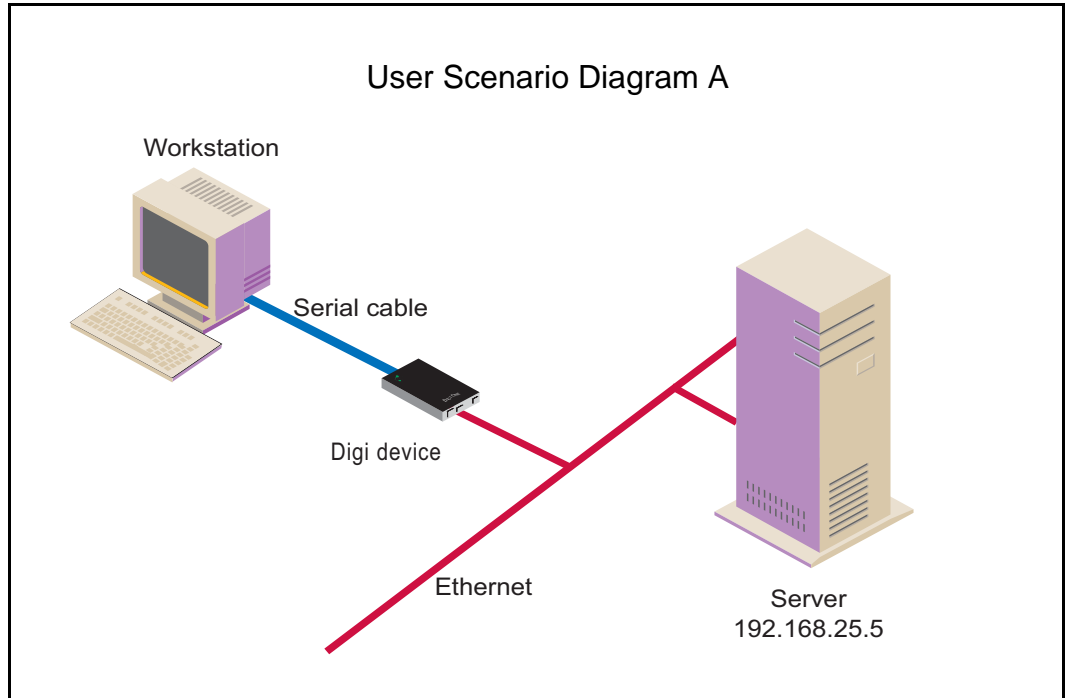 User Scenario Diagram A
Workstation
Serial cable
Digi device
Ethernet
Server
192.168.25.5